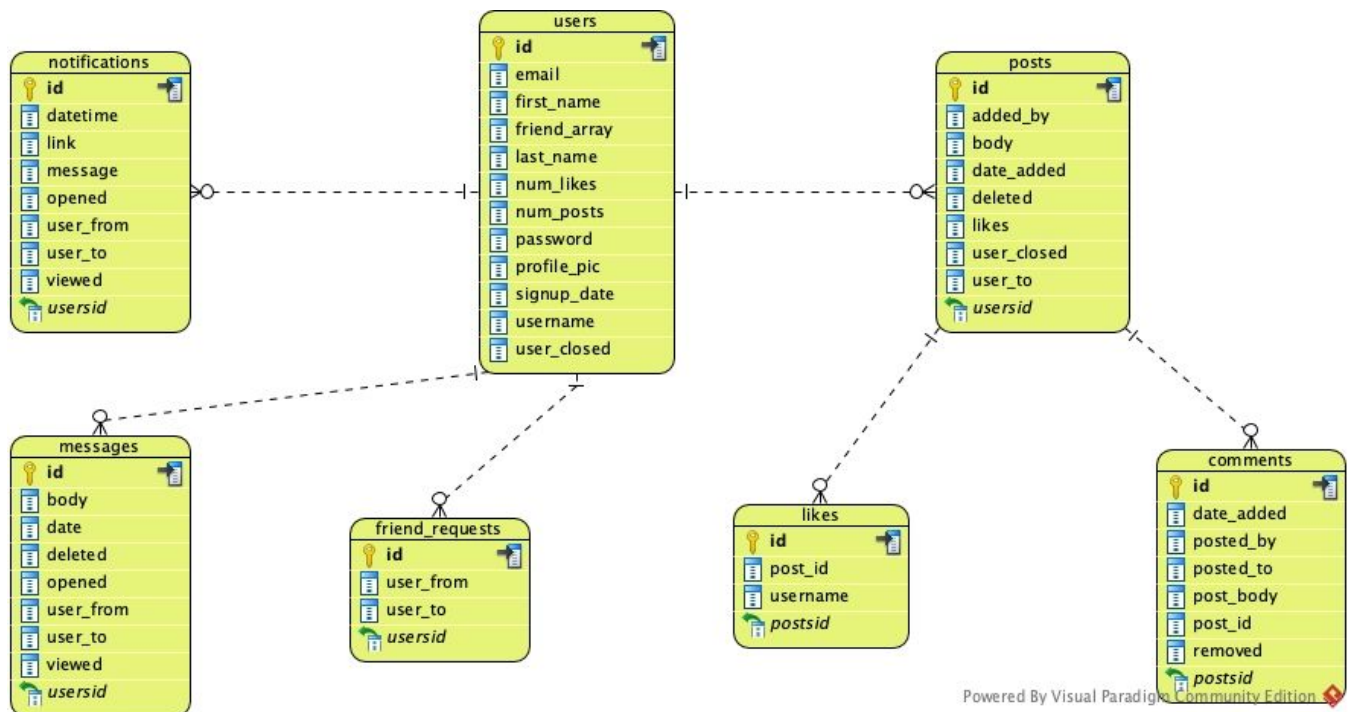 users
id
email
first_name
friend_array
last_name
num_likes
num_posts
password
profile_pic
signup_date
username
user_closed
notifications
id
datetime
link
message
opened
user_from
user_to
viewed
usersid
posts
id
added_by
body
date_added
deleted
likes
user_closed
user_to
usersid
messages
id
body
date
deleted
opened
user_from
user_to
viewed
usersid
friend_requests
id
user_from
user_to
usersid
likes
id
post_id
username
postsid
comments
id
date_added
posted_by
posted_to
post_body
post_id
removed
postsid
Powered By Visual Paradigm Community Edition